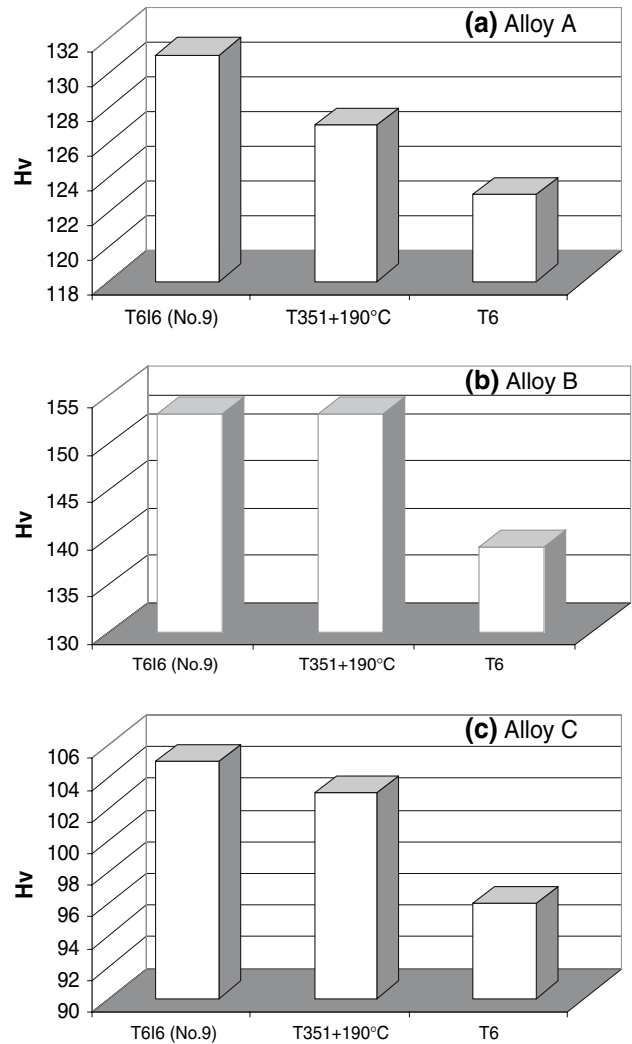 (a) Alloy A
Hv
132
130
128
126
124
122
120
118
T6I6 (No.9) T351+190°C T6
(b) Alloy B
Hv
155
150
145
140
135
130
T6I6 (No.9) T351+190°C T6
(c) Alloy C
Hv
106
104
102
100
98
96
94
92
90
T6I6 (No.9) T351+190°C T6